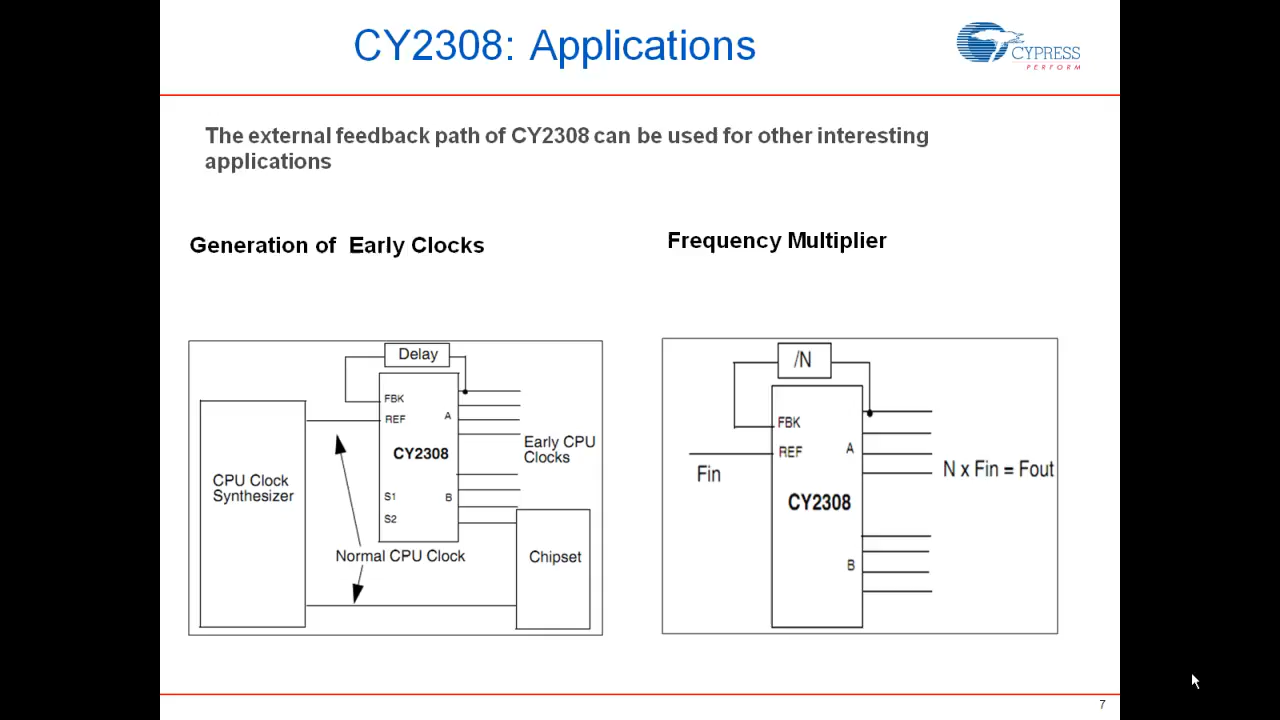 CY2308: Applications
CYPRESS
PERFORM
The external feedback path of CY2308 can be used for other interesting
applications
Generation of Early Clocks
Frequency Multiplier
Delay
FBK
REF
A
CY2308
S1
B
S2
CPU Clock
Synthesizer
Early CPU
Clocks
Normal CPU Clock
Chipset
/N
FBK
REF
A
Fin
N x Fin = Fout
CY2308
B
7